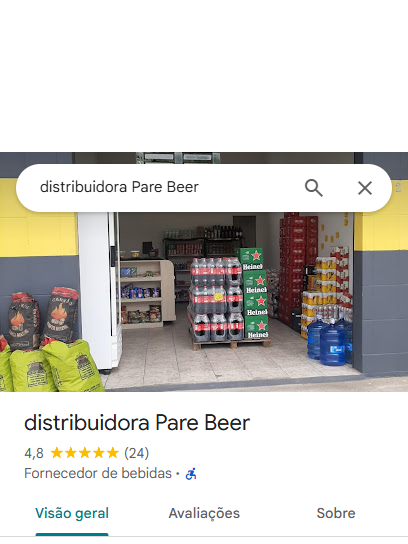 distribuidora Pare Beer
Heinek
Heinek
Heinek
Heinek
distribuidora Pare Beer
4,8 (24)
Fornecedor de bebidas ·
Visão geral
Avaliações
Sobre